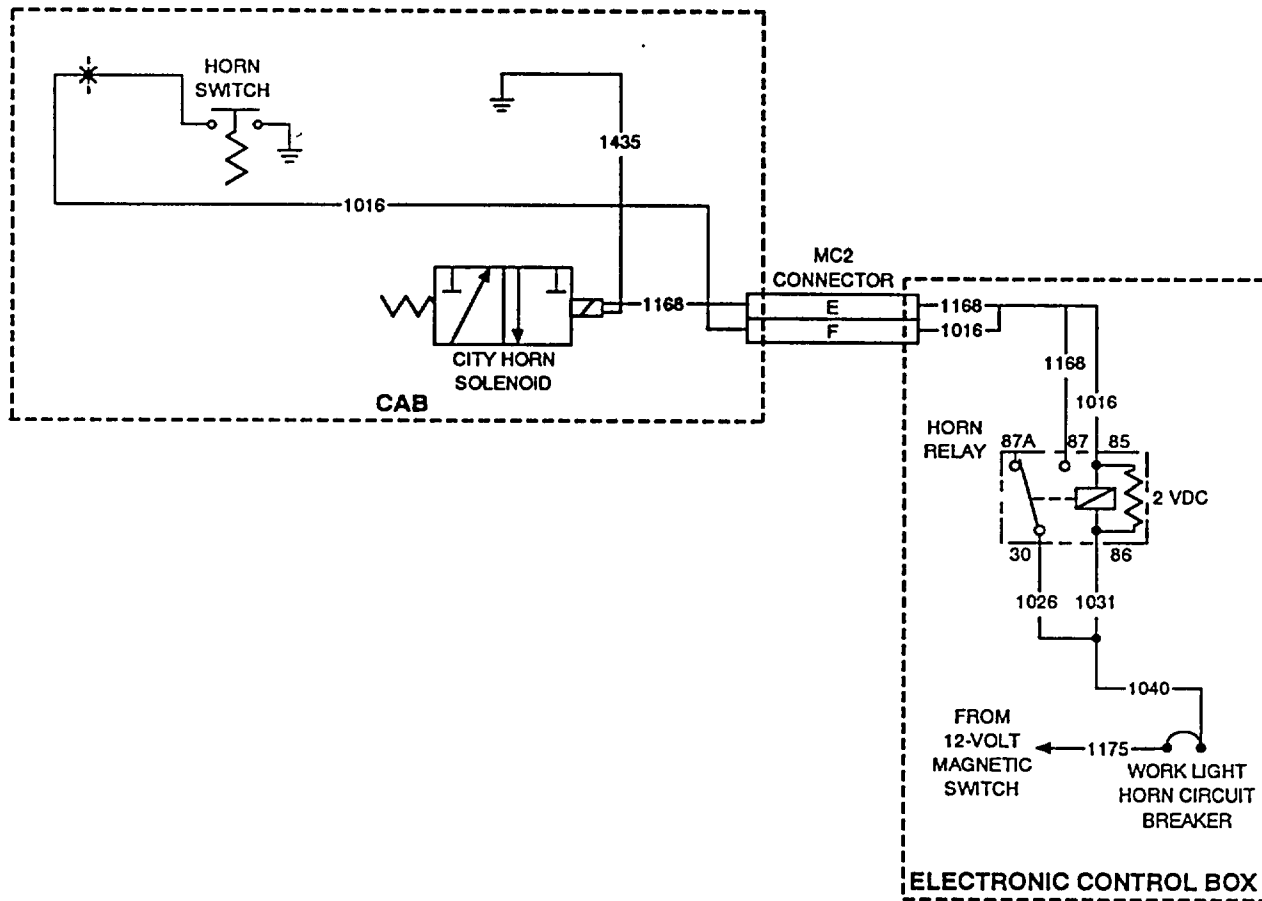 HORN
SWITCH
1435
1016
MC2
CONNECTOR
1168
E
1168
F
1016
CITY HORN
SOLENOID
CAB
1168
1016
HORN
RELAY
87A
87
85
2 VDC
30
86
1026
1031
1040
FROM
12-VOLT
MAGNETIC
SWITCH
1175
WORK LIGHT
HORN CIRCUIT
BREAKER
ELECTRONIC CONTROL BOX